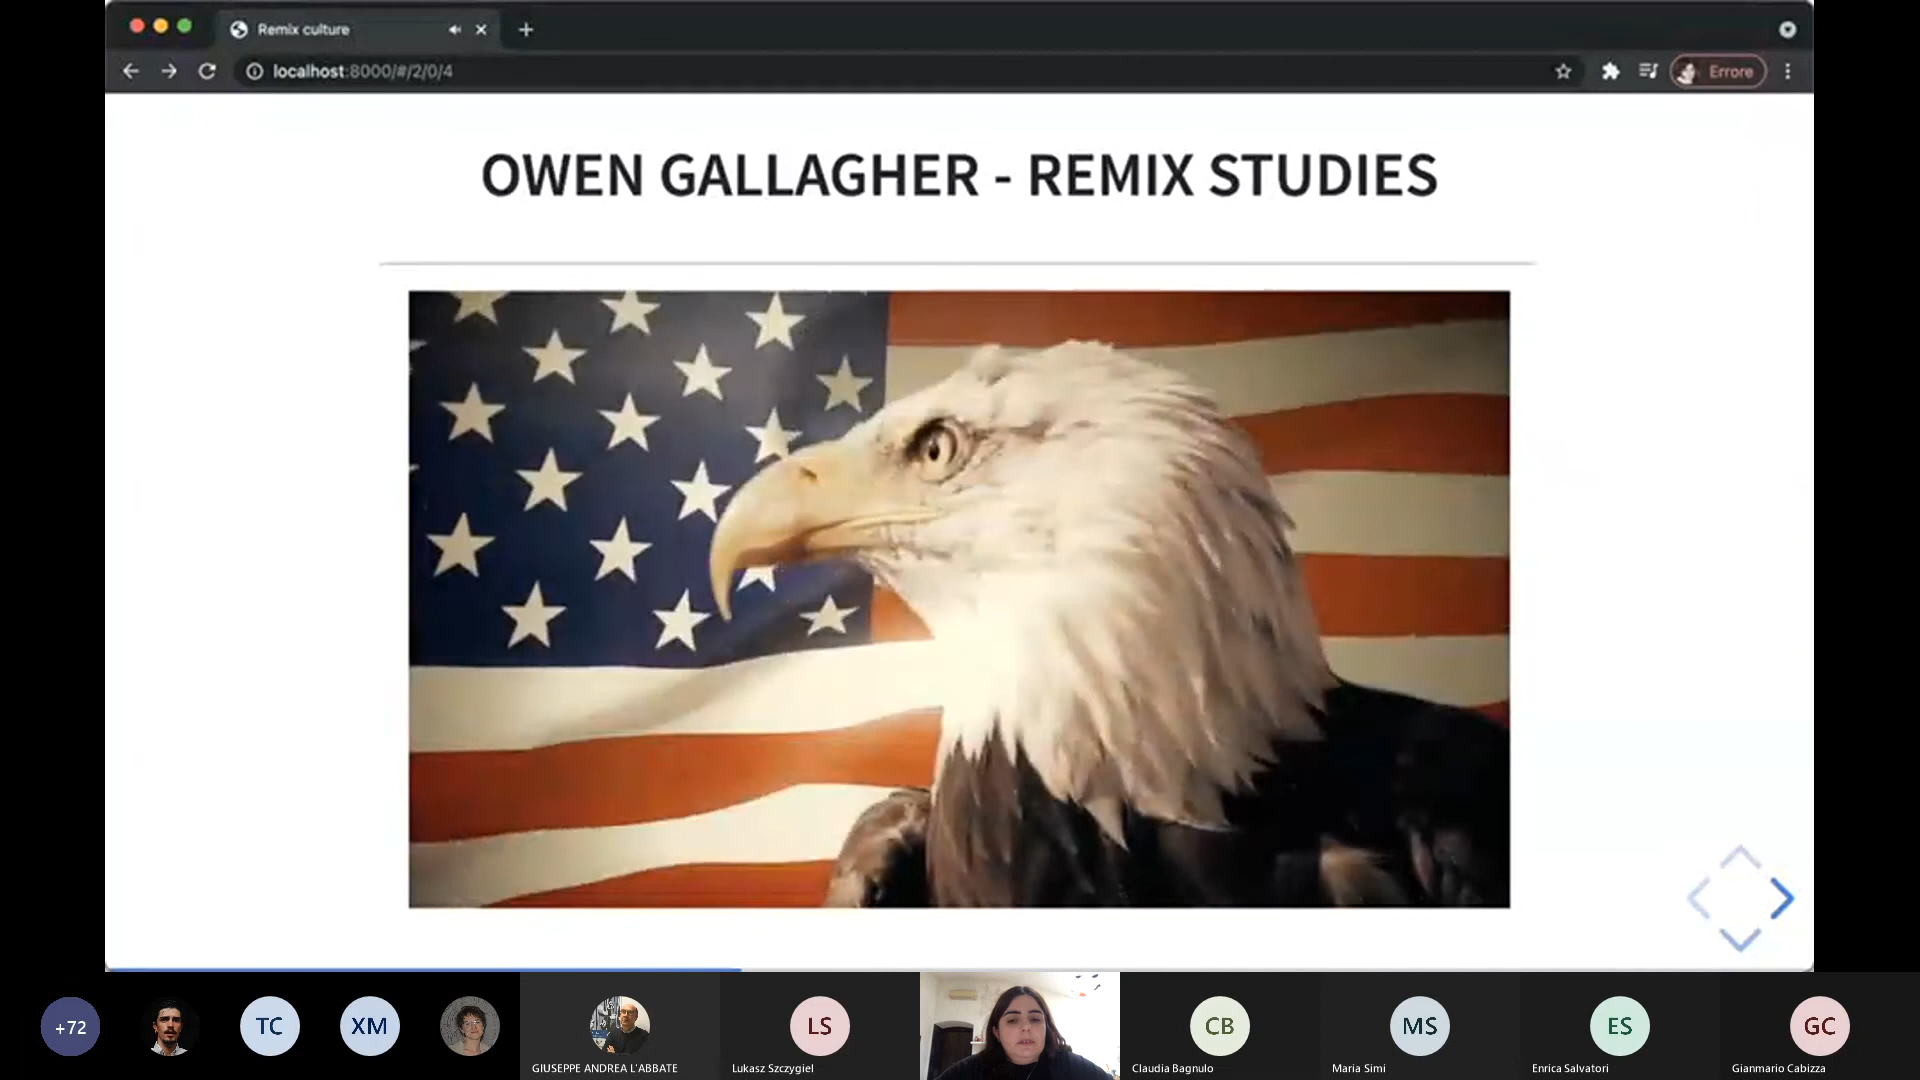 Remix culture
localhost:8000/#/2/0/4
Errore
OWEN GALLAGHER - REMIX STUDIES
+72
TC
XM
GIUSEPPE ANDREA L'ABBATE
LS
Lukasz Szczygiel
CB
Claudia Bagnulo
MS
Maria Simi
ES
Enrica Salvatori
GC
Gianmario Cabizza